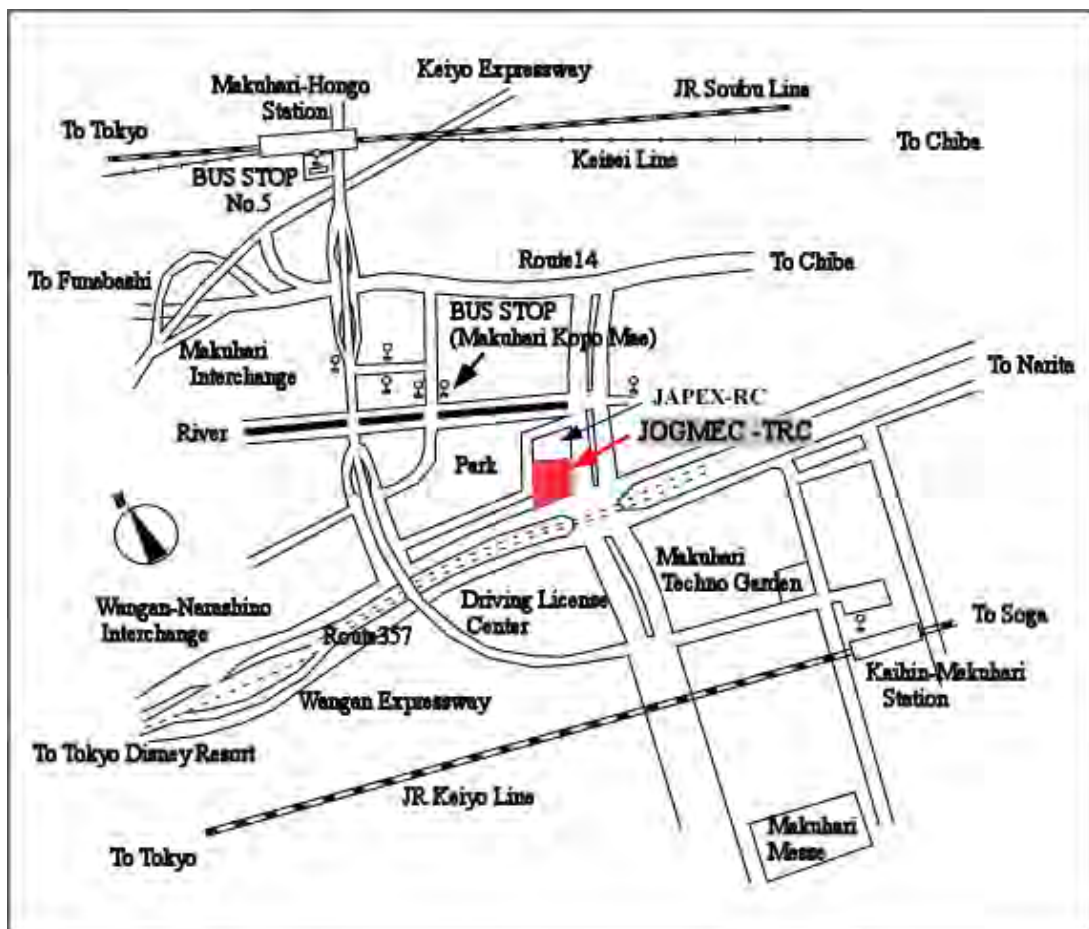 Keiyo Expressway
Makuhari-Hongo
Station
JR Soubu Line
To Tokyo
To Chiba
Keisei Line
BUS STOP
No.5
Route14
To Chiba
To Funabashi
BUS STOP
(Makuhari Kopo Mae)
Makuhari
Interchange
To Narita
JAPEX-RC
River
JOGMEC -TRC
Park
Makuhari
Techno Garden
Wangan-Narashino
Interchange
Driving License
Center
To Soga
Route357
Kaihin-Makuhari
Station
Wangan Expressway
To Tokyo Disney Resort
JR Keiyo Line
Makuhari
Messe
To Tokyo